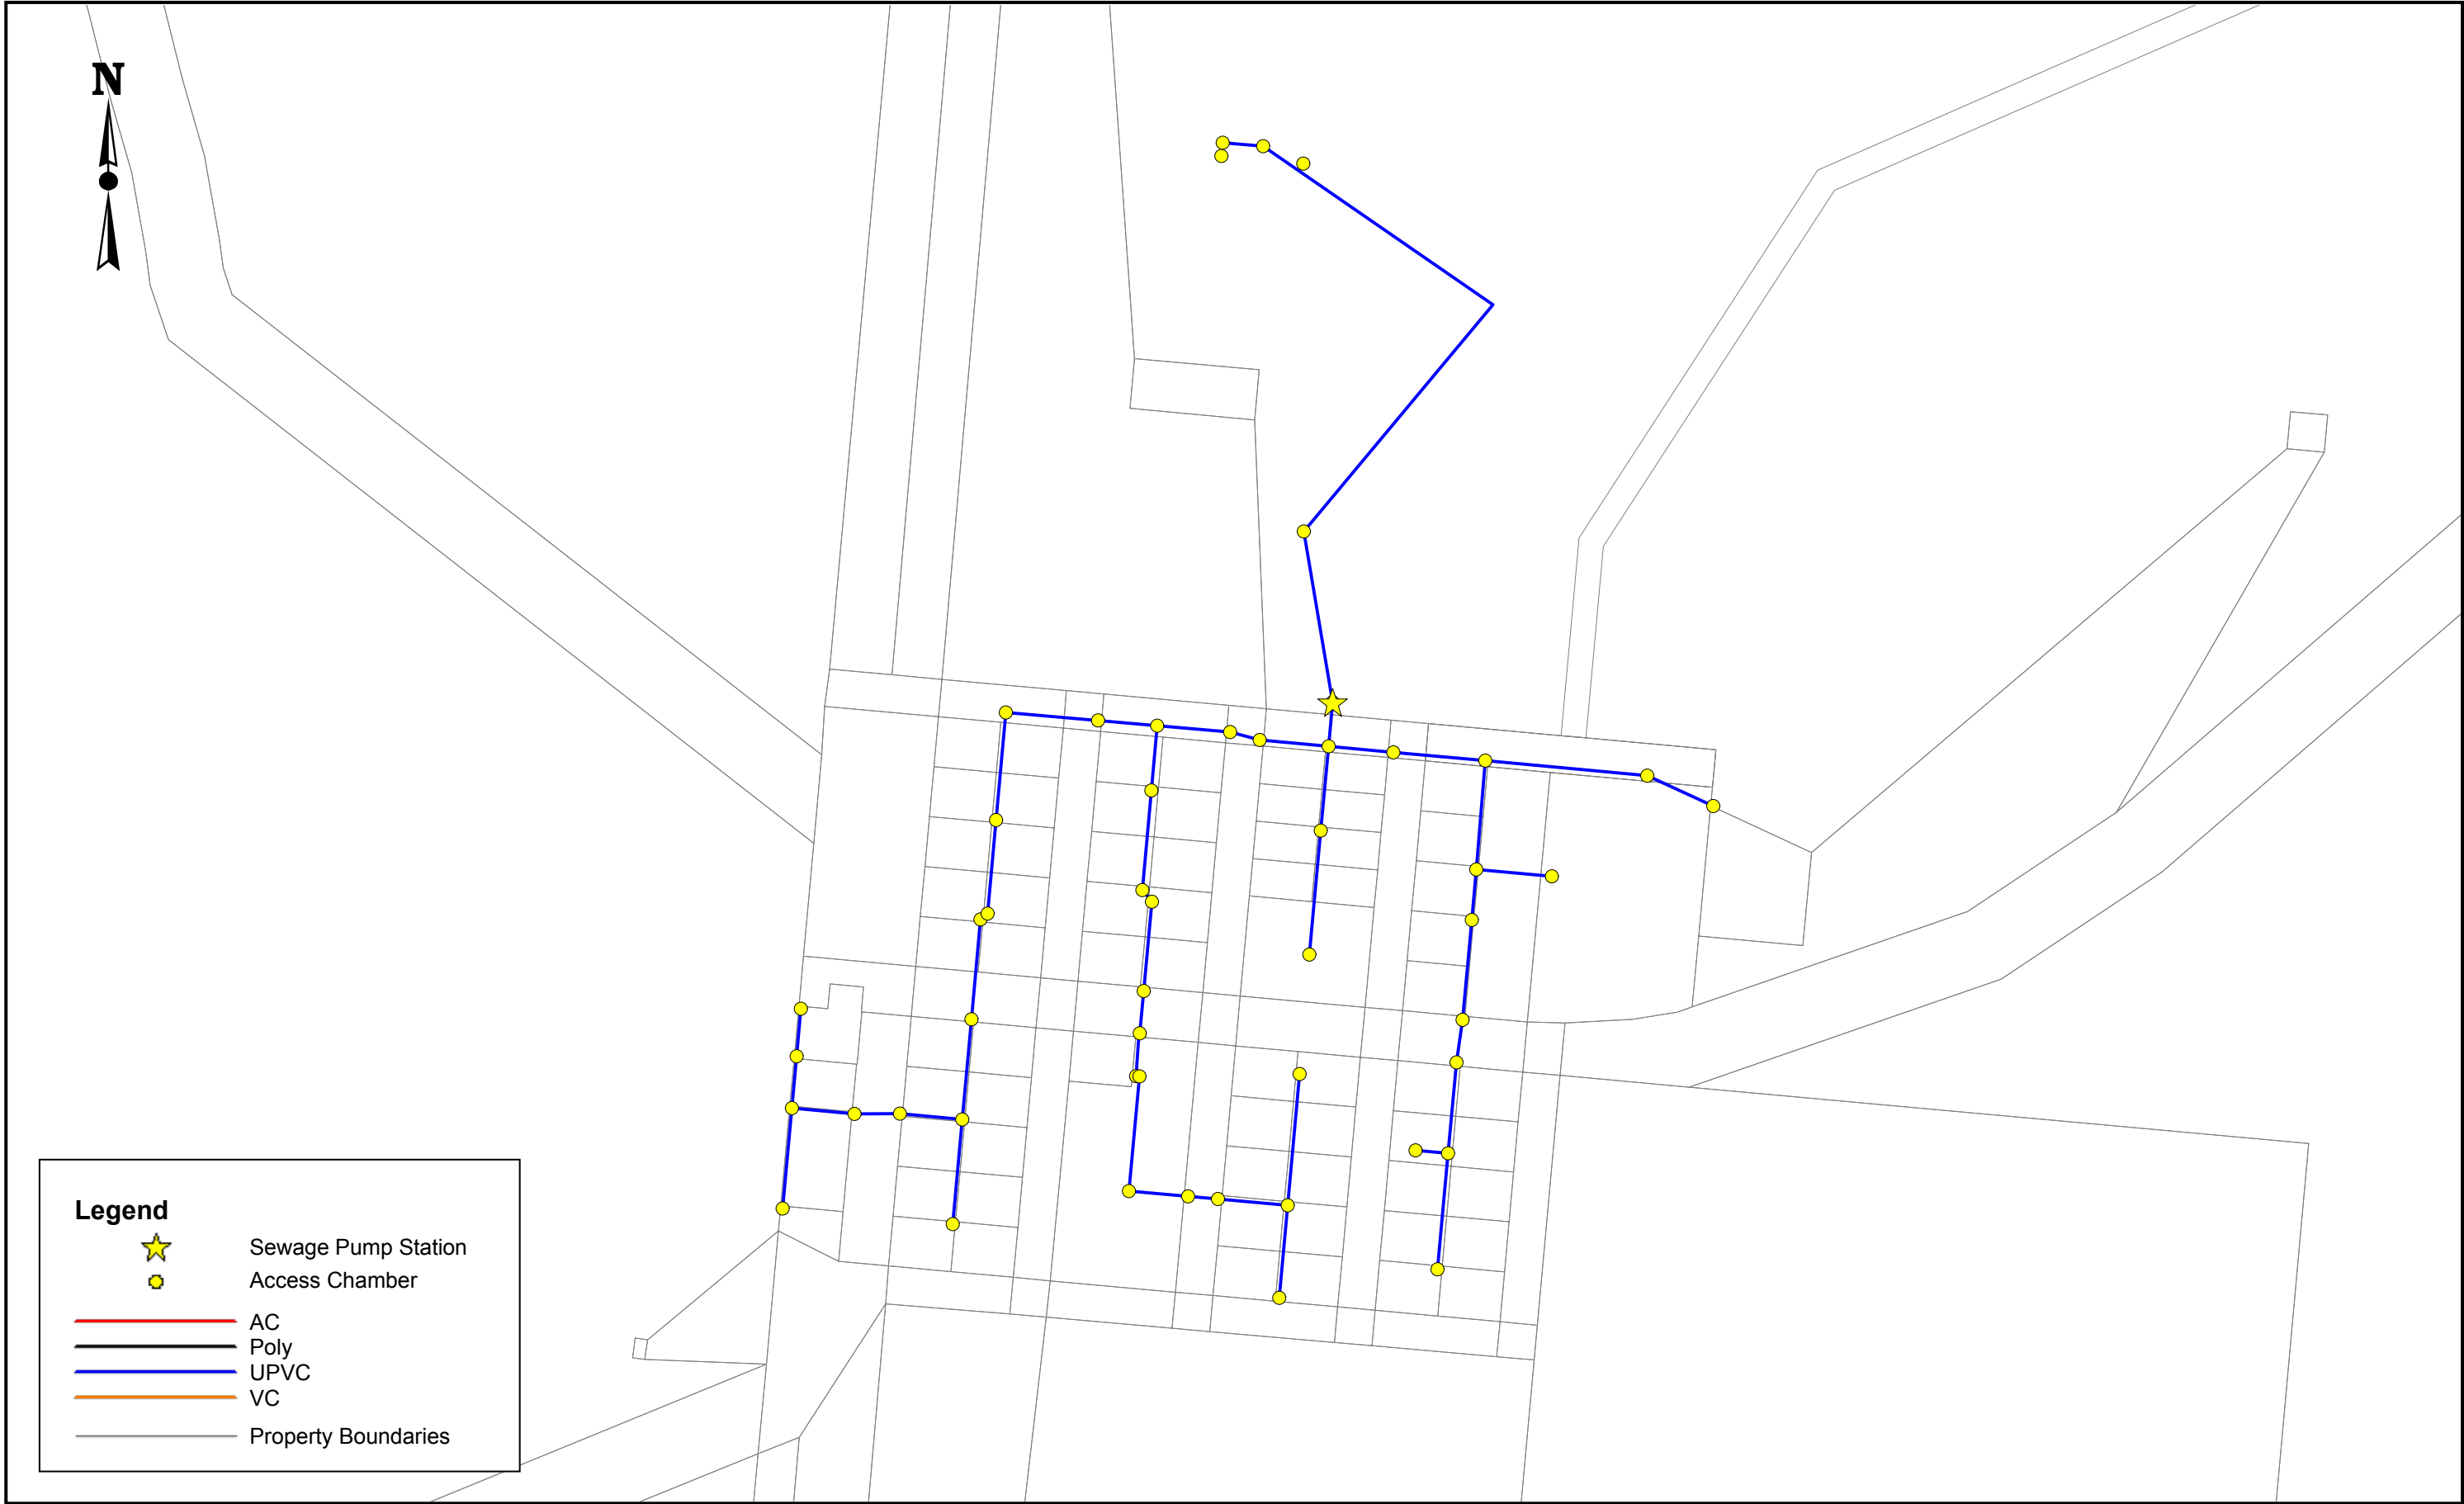 N
Legend
Sewage Pump Station
Access Chamber
AC
Poly
UPVC
VC
Property Boundaries